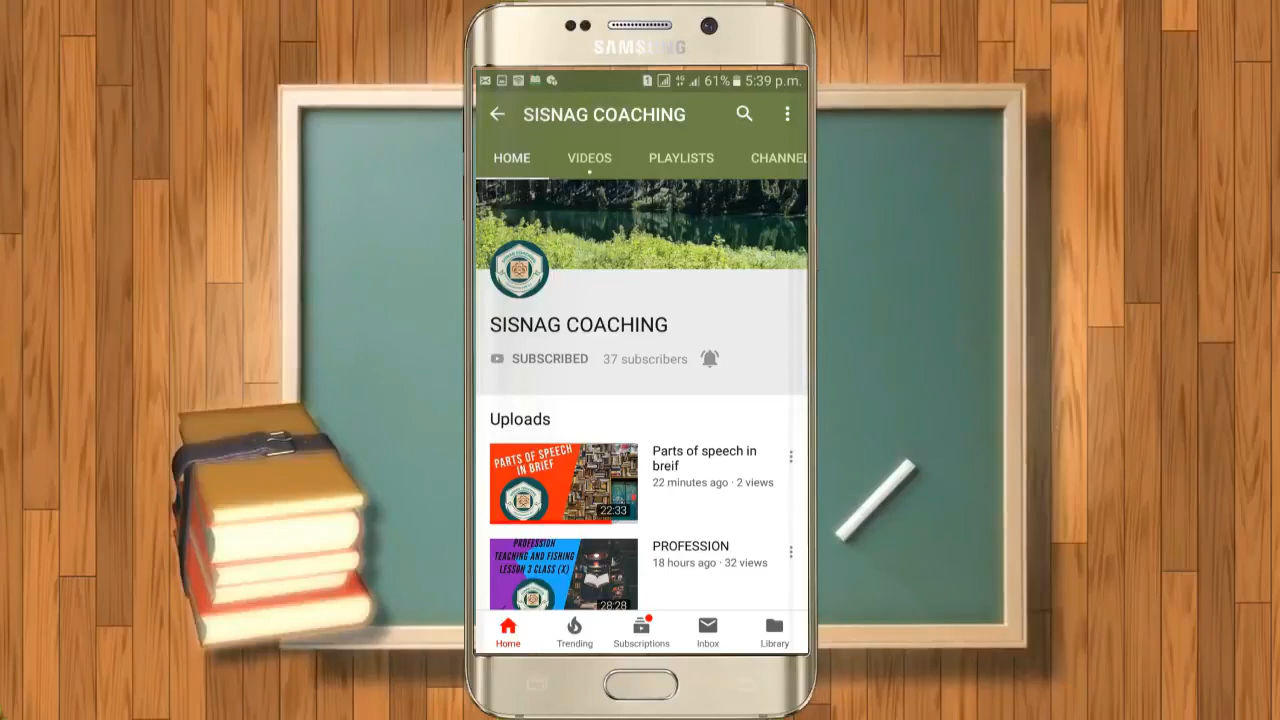 SAMSUNG
61% 5:39 p.m.
SISNAG COACHING
HOME VIDEOS PLAYLISTS CHANNEL
SISNAG COACHING
SUBSCRIBED 37 subscribers
Uploads
PARTS OF SPEECH
IN BRIEF
22:33
Parts of speech in
breif
22 minutes ago · 2 views
PROFESSION
TEACHING AND FISHING
LESSON 3 CLASS (X)
28:28
PROFESSION
18 hours ago · 32 views
Home Trending Subscriptions Inbox Library